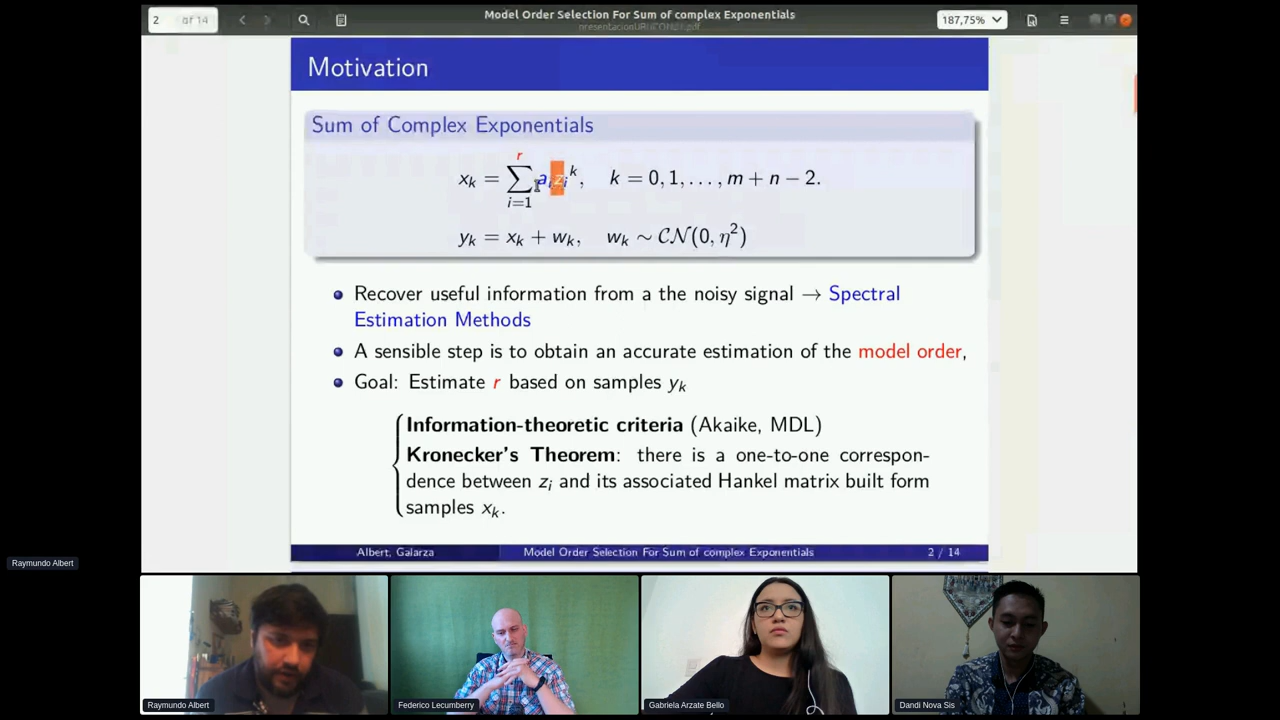 2 of 14
Model Order Selection For Sum of complex Exponentials
187,75%
Motivation
Sum of Complex Exponentials
x_k = \sum_{i=1}^{r} a_i z_i^k, k = 0, 1, . . . , m + n − 2.
y_k = x_k + w_k, w_k ∼ CN(0, η²)
Recover useful information from a the noisy signal → Spectral
Estimation Methods
A sensible step is to obtain an accurate estimation of the model order,
Goal: Estimate r based on samples y_k
Information-theoretic criteria (Akaike, MDL)
Kronecker's Theorem: there is a one-to-one correspon-
dence between z_i and its associated Hankel matrix built form
samples x_k.
Albert, Galarza Model Order Selection For Sum of complex Exponentials 2 / 14
Raymundo Albert
Raymundo Albert
Federico Lecumberry
Gabriela Arzate Bello
Dandi Nova Sis